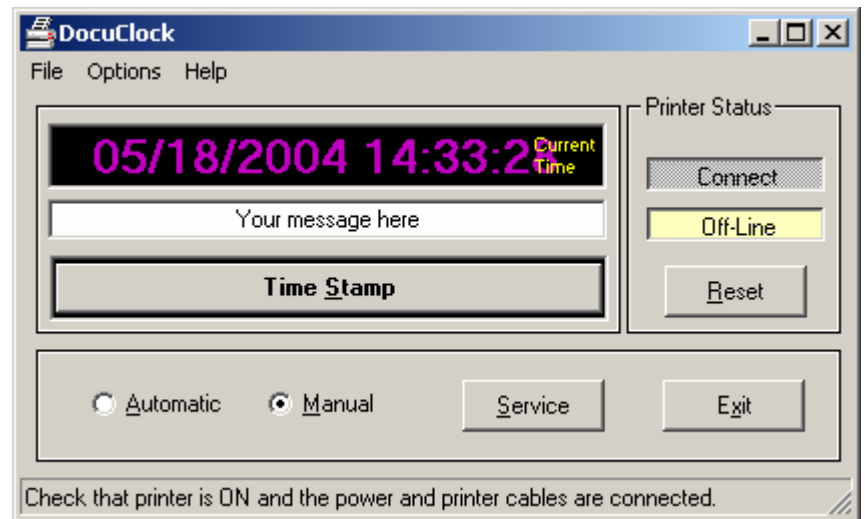 DocuClock
File Options Help
Printer Status
05/18/2004 14:33:2
Current
Time
Connect
Your message here
Off-Line
Time Stamp
Reset
Automatic Manual Service Exit
Check that printer is ON and the power and printer cables are connected.